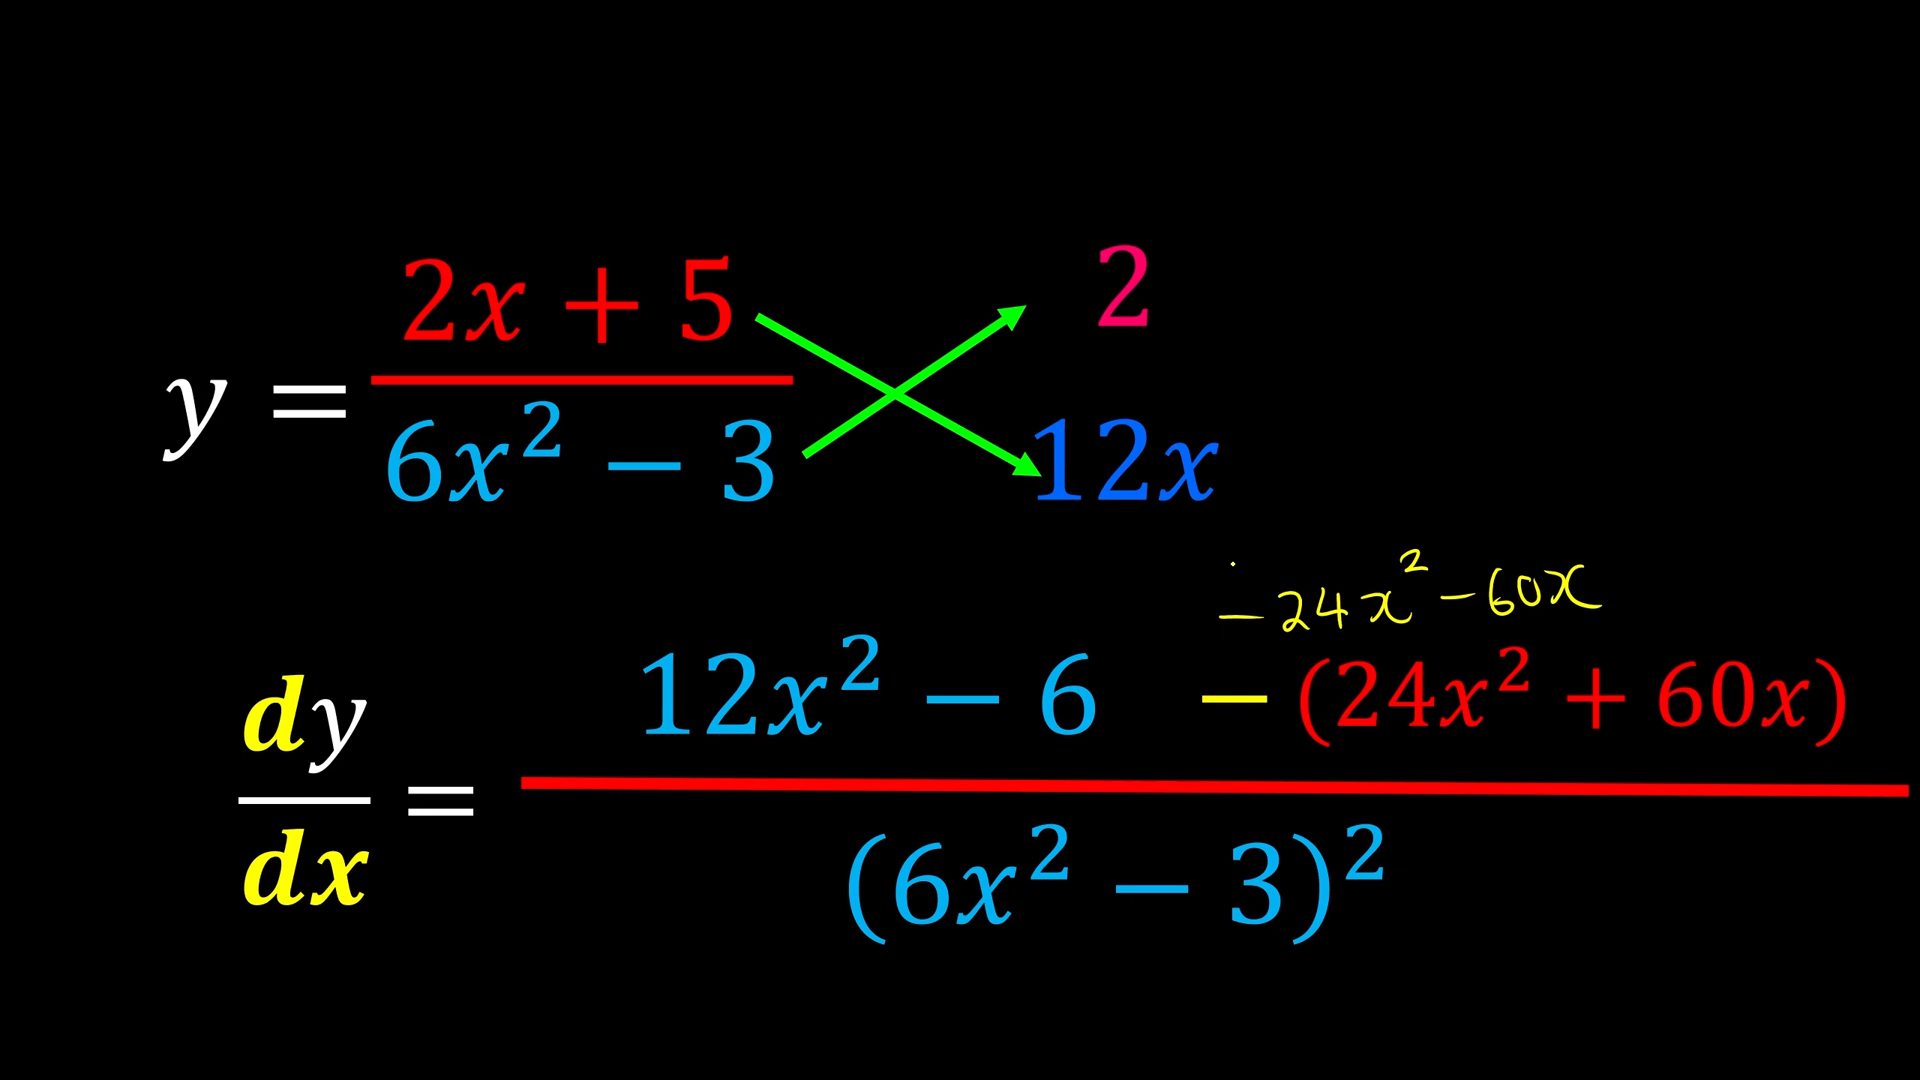 y = (2x + 5)/(6x² − 3) 2 12x
− 24x² − 60x
dy/dx = (12x² − 6 − (24x² + 60x))/(6x² − 3)²